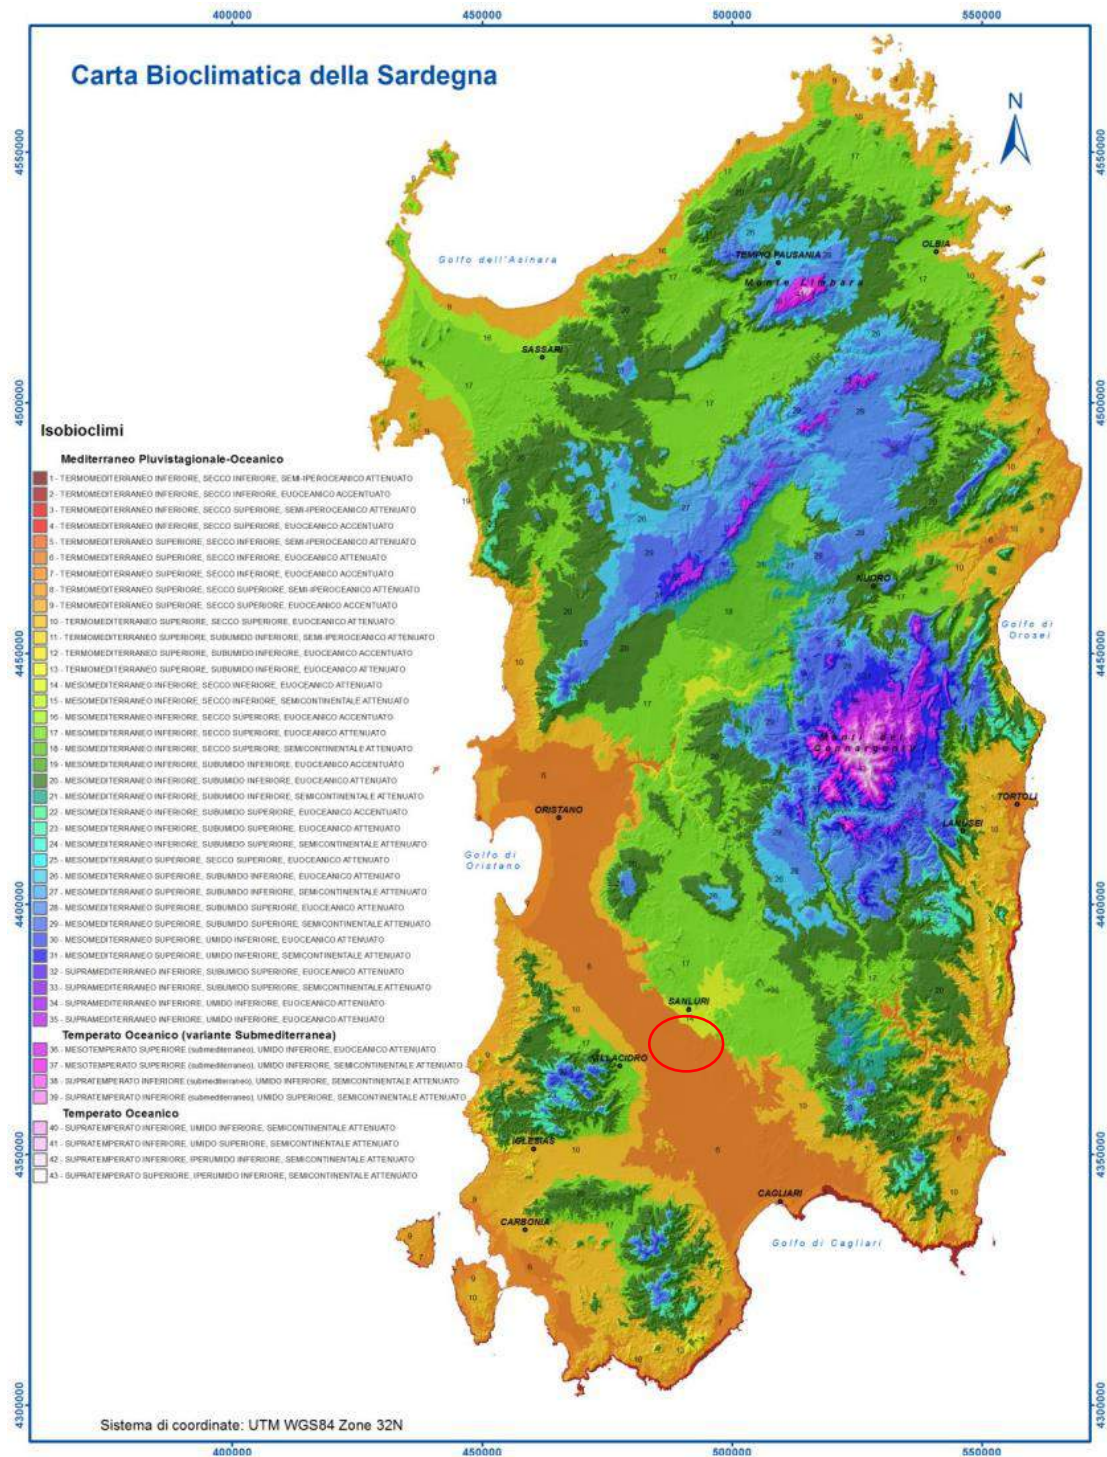 400000 450000 500000 550000
Carta Bioclimatica della Sardegna
N
4550000
4500000
4450000
4400000
4350000
4300000
Golfo dell'Asinara
TEMPIO PAUSANIA
Monte Limbara
OLBIA
SASSARI
NUORO
Golfo di
Orosei
Monti del
Gennargentu
ORISTANO
Golfo di
Oristano
TORTOLI
LANUSEI
SANLURI
VILLACIDRO
IGLESIAS
CARBONIA
CAGLIARI
Golfo di Cagliari
Isobioclimi
Mediterraneo Pluvistagionale-Oceanico
1 - TERMOMEDITERRANEO INFERIORE, SECCO INFERIORE, SEMI-IPEROCEANICO ATTENUATO
2 - TERMOMEDITERRANEO INFERIORE, SECCO INFERIORE, EUOCEANICO ACCENTUATO
3 - TERMOMEDITERRANEO INFERIORE, SECCO SUPERIORE, SEMI-IPEROCEANICO ATTENUATO
4 - TERMOMEDITERRANEO INFERIORE, SECCO SUPERIORE, EUOCEANICO ACCENTUATO
5 - TERMOMEDITERRANEO SUPERIORE, SECCO INFERIORE, SEMI-IPEROCEANICO ATTENUATO
6 - TERMOMEDITERRANEO SUPERIORE, SECCO INFERIORE, EUOCEANICO ATTENUATO
7 - TERMOMEDITERRANEO SUPERIORE, SECCO INFERIORE, EUOCEANICO ACCENTUATO
8 - TERMOMEDITERRANEO SUPERIORE, SECCO SUPERIORE, SEMI-IPEROCEANICO ATTENUATO
9 - TERMOMEDITERRANEO SUPERIORE, SECCO SUPERIORE, EUOCEANICO ACCENTUATO
10 - TERMOMEDITERRANEO SUPERIORE, SECCO SUPERIORE, EUOCEANICO ATTENUATO
11 - TERMOMEDITERRANEO SUPERIORE, SUBUMIDO INFERIORE, SEMI-IPEROCEANICO ATTENUATO
12 - TERMOMEDITERRANEO SUPERIORE, SUBUMIDO INFERIORE, EUOCEANICO ACCENTUATO
13 - TERMOMEDITERRANEO SUPERIORE, SUBUMIDO INFERIORE, EUOCEANICO ATTENUATO
14 - MESOMEDITERRANEO INFERIORE, SECCO INFERIORE, EUOCEANICO ATTENUATO
15 - MESOMEDITERRANEO INFERIORE, SECCO INFERIORE, SEMICONTINENTALE ATTENUATO
16 - MESOMEDITERRANEO INFERIORE, SECCO SUPERIORE, EUOCEANICO ACCENTUATO
17 - MESOMEDITERRANEO INFERIORE, SECCO SUPERIORE, EUOCEANICO ATTENUATO
18 - MESOMEDITERRANEO INFERIORE, SECCO SUPERIORE, SEMICONTINENTALE ATTENUATO
19 - MESOMEDITERRANEO INFERIORE, SUBUMIDO INFERIORE, EUOCEANICO ACCENTUATO
20 - MESOMEDITERRANEO INFERIORE, SUBUMIDO INFERIORE, EUOCEANICO ATTENUATO
21 - MESOMEDITERRANEO INFERIORE, SUBUMIDO INFERIORE, SEMICONTINENTALE ATTENUATO
22 - MESOMEDITERRANEO INFERIORE, SUBUMIDO SUPERIORE, EUOCEANICO ACCENTUATO
23 - MESOMEDITERRANEO INFERIORE, SUBUMIDO SUPERIORE, EUOCEANICO ATTENUATO
24 - MESOMEDITERRANEO INFERIORE, SUBUMIDO SUPERIORE, SEMICONTINENTALE ATTENUATO
25 - MESOMEDITERRANEO SUPERIORE, SECCO SUPERIORE, EUOCEANICO ATTENUATO
26 - MESOMEDITERRANEO SUPERIORE, SUBUMIDO INFERIORE, EUOCEANICO ATTENUATO
27 - MESOMEDITERRANEO SUPERIORE, SUBUMIDO INFERIORE, SEMICONTINENTALE ATTENUATO
28 - MESOMEDITERRANEO SUPERIORE, SUBUMIDO SUPERIORE, EUOCEANICO ATTENUATO
29 - MESOMEDITERRANEO SUPERIORE, SUBUMIDO SUPERIORE, SEMICONTINENTALE ATTENUATO
30 - MESOMEDITERRANEO SUPERIORE, UMIDO INFERIORE, EUOCEANICO ATTENUATO
31 - MESOMEDITERRANEO SUPERIORE, UMIDO INFERIORE, SEMICONTINENTALE ATTENUATO
32 - SUPRAMEDITERRANEO INFERIORE, SUBUMIDO SUPERIORE, EUOCEANICO ATTENUATO
33 - SUPRAMEDITERRANEO INFERIORE, SUBUMIDO SUPERIORE, SEMICONTINENTALE ATTENUATO
34 - SUPRAMEDITERRANEO INFERIORE, UMIDO INFERIORE, EUOCEANICO ATTENUATO
35 - SUPRAMEDITERRANEO INFERIORE, UMIDO INFERIORE, EUOCEANICO ATTENUATO
Temperato Oceanico (variante Submediterranea)
36 - MESOTEMPERATO SUPERIORE (submediterraneo), UMIDO INFERIORE, EUOCEANICO ATTENUATO
37 - MESOTEMPERATO SUPERIORE (submediterraneo), UMIDO INFERIORE, SEMICONTINENTALE ATTENUATO
38 - SUPRATEMPERATO INFERIORE (submediterraneo), UMIDO INFERIORE, SEMICONTINENTALE ATTENUATO
39 - SUPRATEMPERATO INFERIORE (submediterraneo), UMIDO SUPERIORE, SEMICONTINENTALE ATTENUATO
Temperato Oceanico
40 - SUPRATEMPERATO INFERIORE, UMIDO INFERIORE, SEMICONTINENTALE ATTENUATO
41 - SUPRATEMPERATO INFERIORE, UMIDO SUPERIORE, SEMICONTINENTALE ATTENUATO
42 - SUPRATEMPERATO INFERIORE, IPERUMIDO INFERIORE, SEMICONTINENTALE ATTENUATO
43 - SUPRATEMPERATO SUPERIORE, IPERUMIDO INFERIORE, SEMICONTINENTALE ATTENUATO
Sistema di coordinate: UTM WGS84 Zone 32N
400000 450000 500000 550000